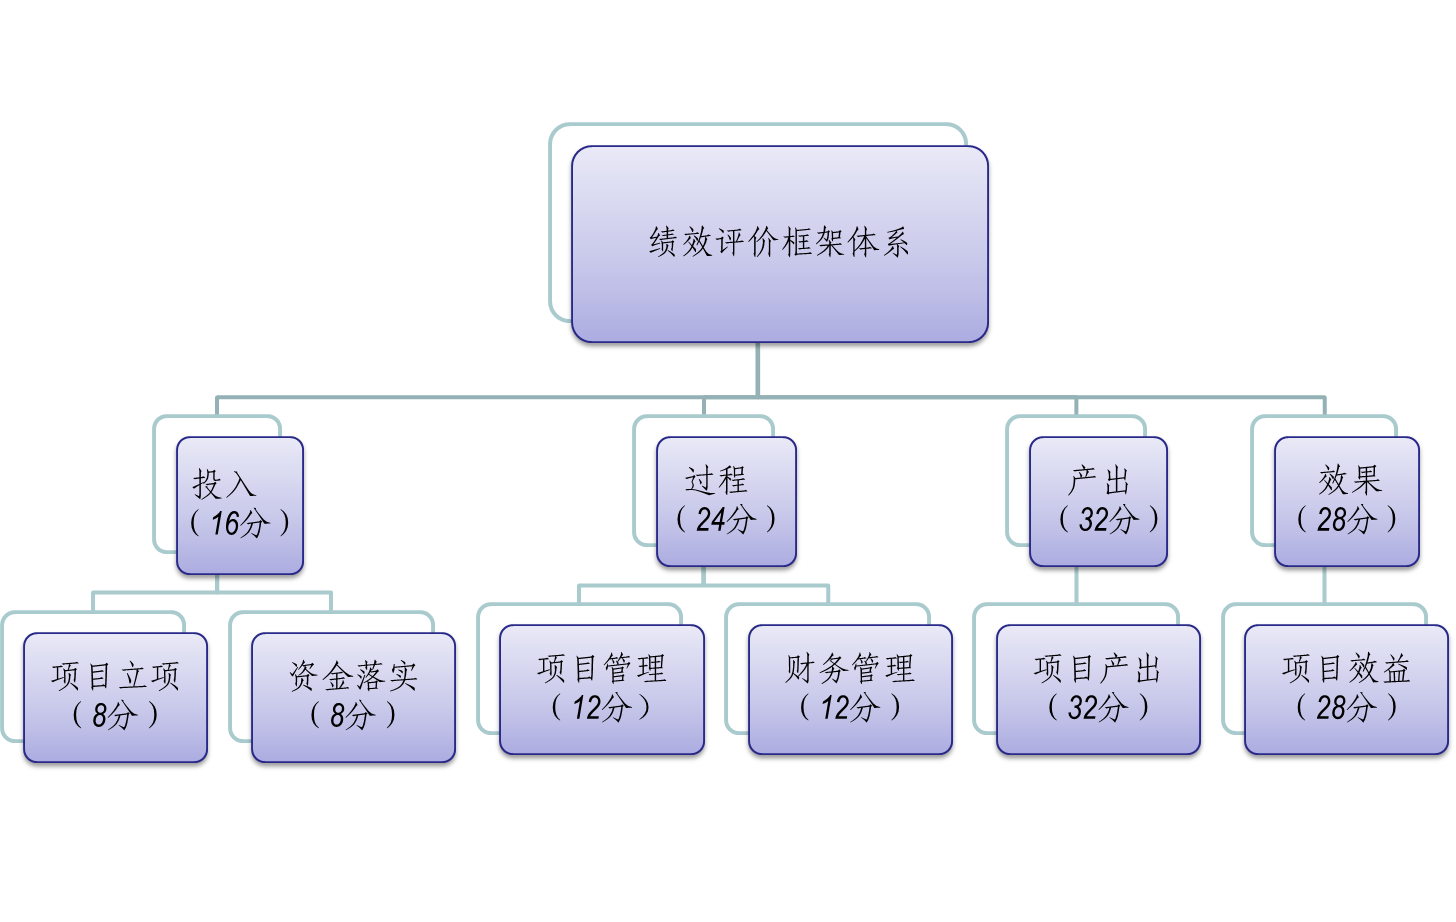 绩效评价框架体系
投入
（16分）
过程
（24分）
产出
（32分）
效果
（28分）
项目立项
（8分）
资金落实
（8分）
项目管理
（12分）
财务管理
（12分）
项目产出
（32分）
项目效益
（28分）